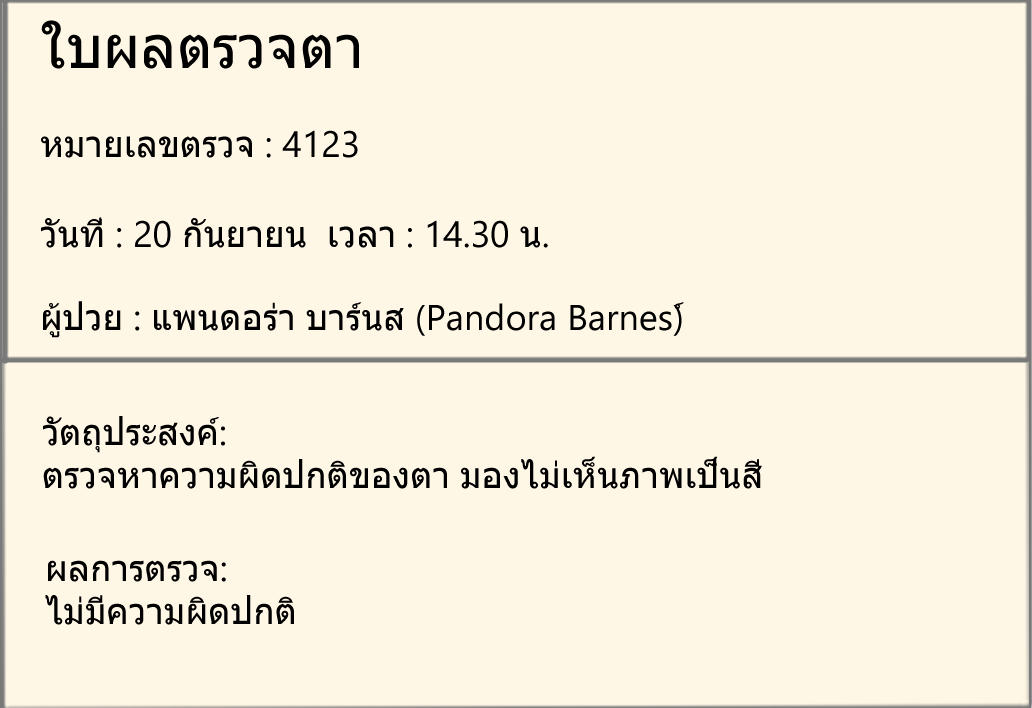 ใบผลตรวจตา
หมายเลขตรวจ : 4123
วันที่ : 20 กันยายน เวลา : 14.30 น.
ผู้ป่วย : แพนดอร่า บาร์นส (Pandora Barnes)์
วัตถุประสงค์:
ตรวจหาความผิดปกติของตา มองไม่เห็นภาพเป็นสี
ผลการตรวจ:
ไม่มีความผิดปกติ